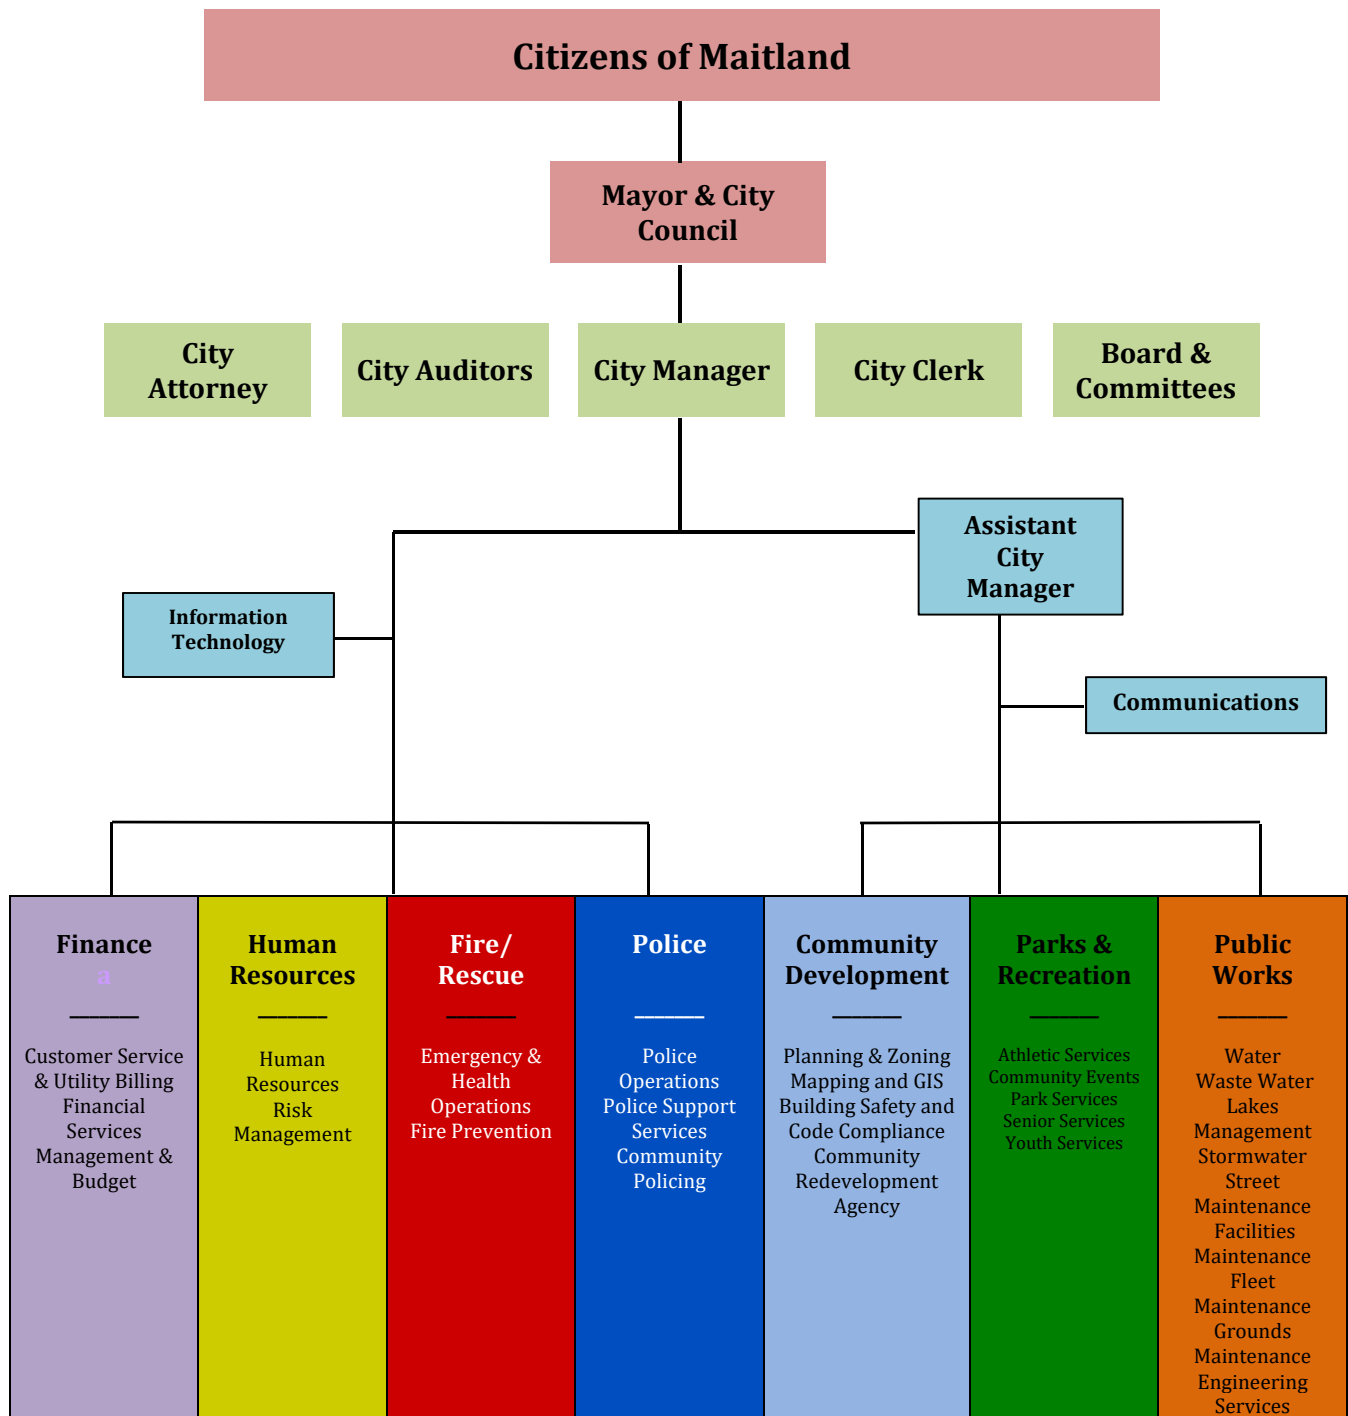 Citizens of Maitland
Mayor & City
Council
City
Attorney
City Auditors
City Manager
City Clerk
Board &
Committees
Assistant
City
Manager
Information
Technology
Communications
Finance
a
Customer Service
& Utility Billing
Financial
Services
Management &
Budget
Human
Resources
Human
Resources
Risk
Management
Fire/
Rescue
Emergency &
Health
Operations
Fire Prevention
Police
Police
Operations
Police Support
Services
Community
Policing
Community
Development
Planning & Zoning
Mapping and GIS
Building Safety and
Code Compliance
Community
Redevelopment
Agency
Parks &
Recreation
Athletic Services
Community Events
Park Services
Senior Services
Youth Services
Public
Works
Water
Waste Water
Lakes
Management
Stormwater
Street
Maintenance
Facilities
Maintenance
Fleet
Maintenance
Grounds
Maintenance
Engineering
Services